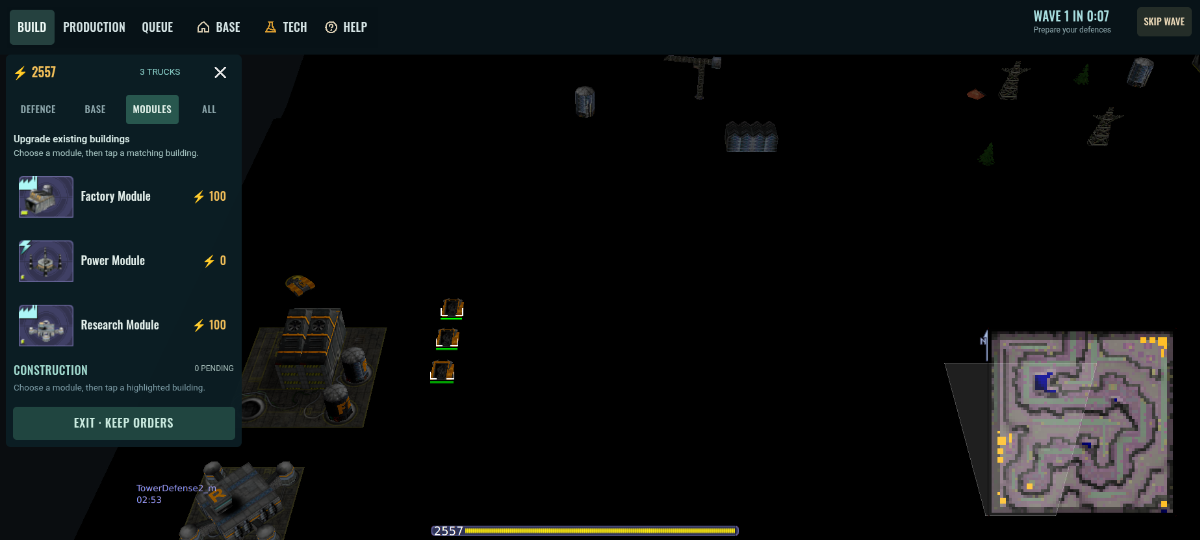 BUILD PRODUCTION QUEUE BASE TECH HELP
WAVE 1 IN 0:07
Prepare your defences
SKIP WAVE
2557 3 TRUCKS
DEFENCE BASE MODULES ALL
Upgrade existing buildings
Choose a module, then tap a matching building.
Factory Module 100
Power Module 0
Research Module 100
CONSTRUCTION 0 PENDING
Choose a module, then tap a highlighted building.
EXIT · KEEP ORDERS
TowerDefense2_m
02:53
2557
N